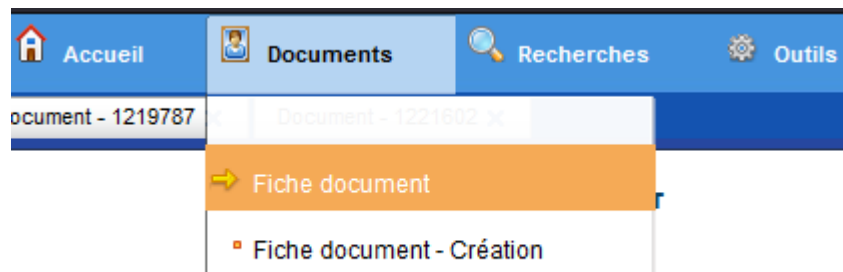 Accueil Documents Recherches Outils
ocument - 1219787 Document - 1221602
Fiche document
Fiche document - Création